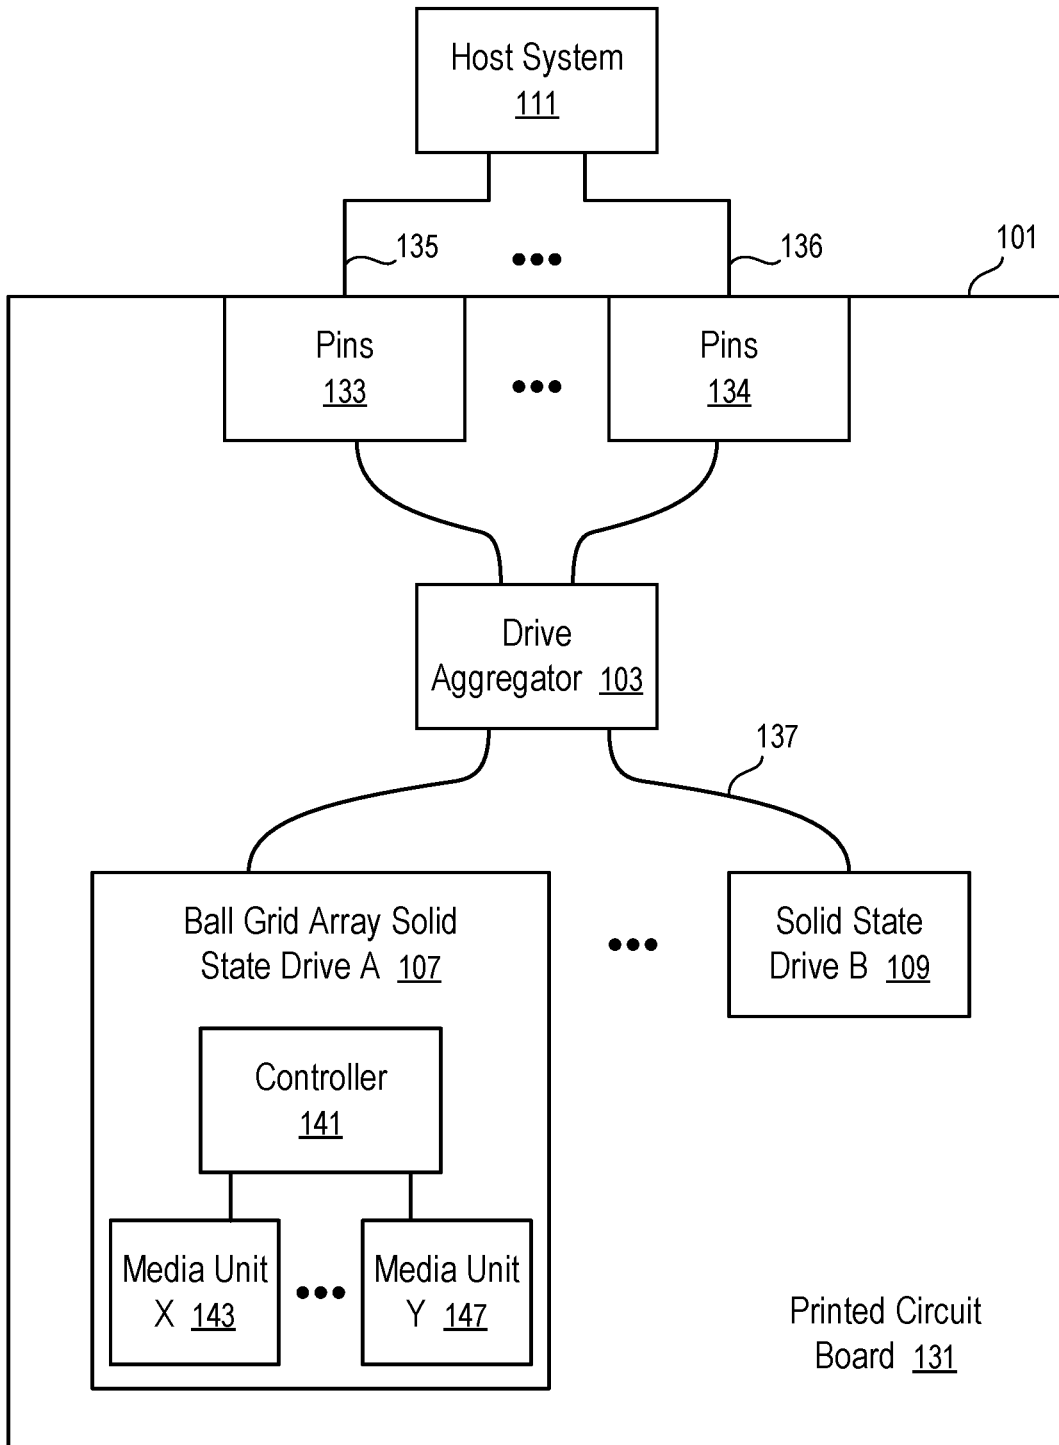 Host System
111
135
136
101
Pins
133
Pins
134
Drive
Aggregator 103
137
Ball Grid Array Solid
State Drive A 107
Solid State
Drive B 109
Controller
141
Media Unit
X 143
Media Unit
Y 147
Printed Circuit
Board 131